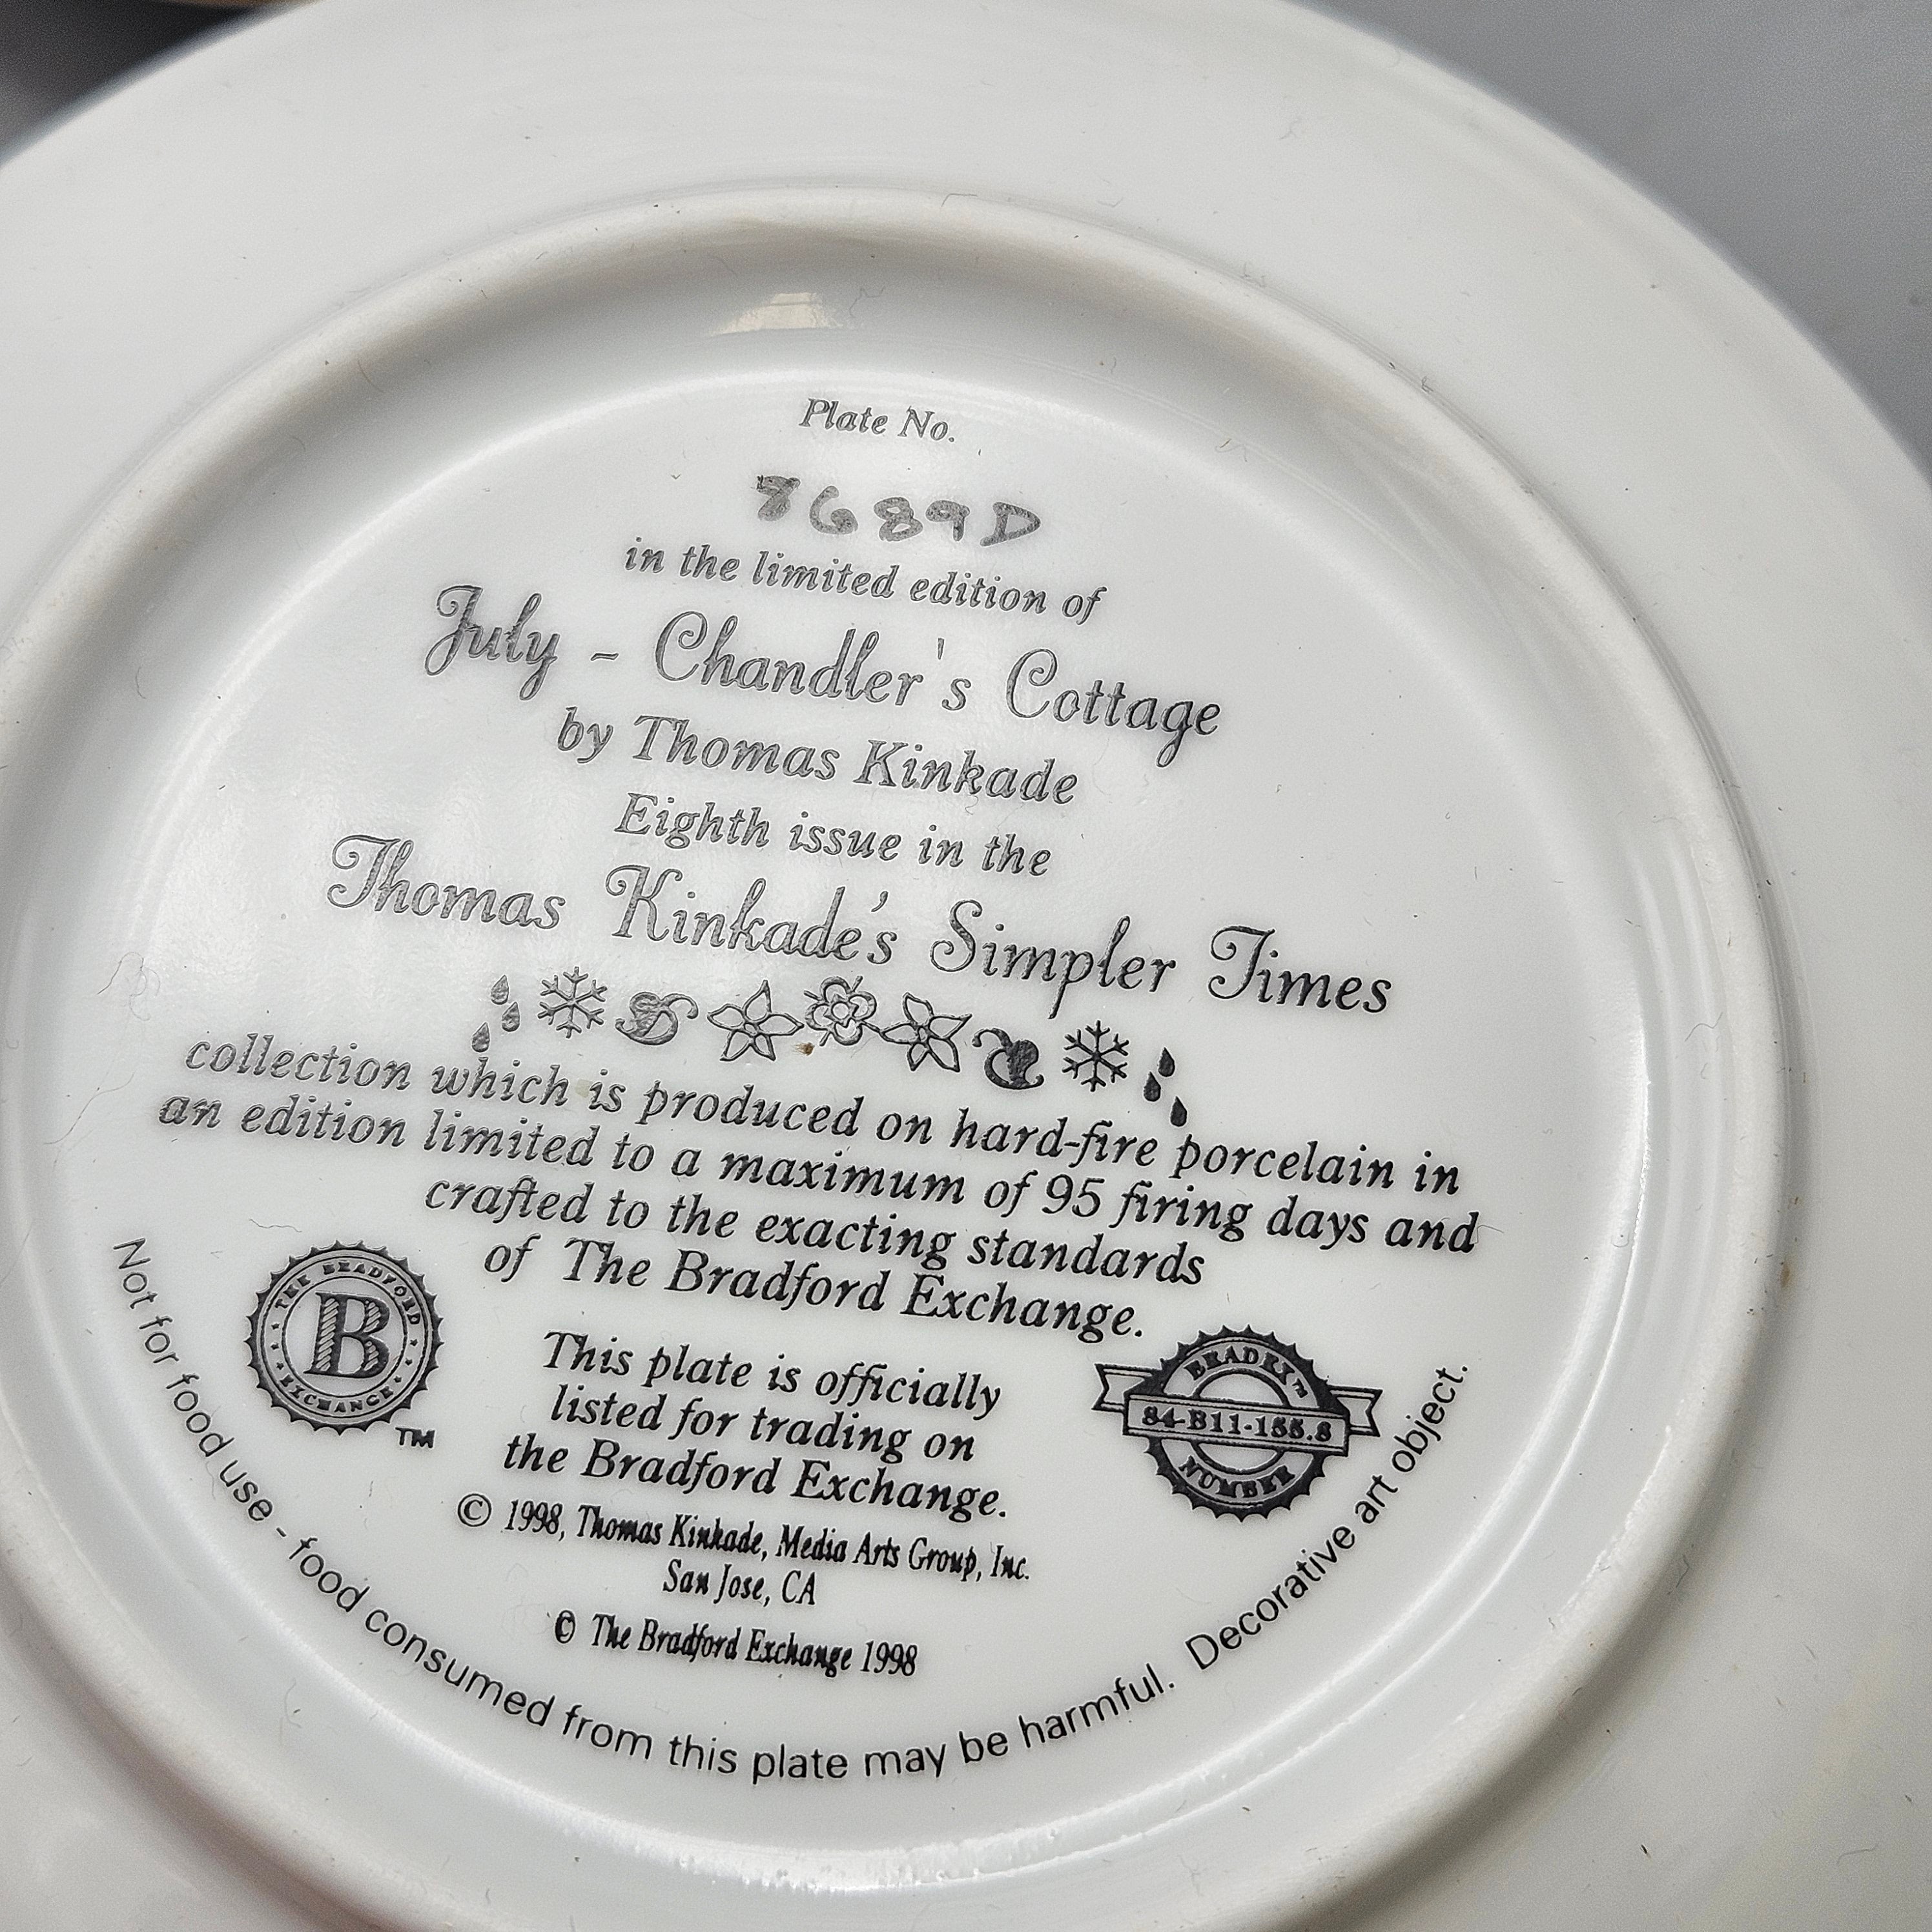 Plate No.
8689D
in the limited edition of
July - Chandler's Cottage
by Thomas Kinkade
Eighth issue in the
Thomas Kinkade's Simpler Times
collection which is produced on hard-fire porcelain in
an edition limited to a maximum of 95 firing days and
crafted to the exacting standards
of The Bradford Exchange.
THE BRADFORD
B
EXCHANGE
TM
This plate is officially
listed for trading on
the Bradford Exchange.
BRADEX™
84-B11-155.8
NUMBER
© 1998, Thomas Kinkade, Media Arts Group, Inc.
San Jose, CA
© The Bradford Exchange 1998
Not for food use - food consumed from this plate may be harmful. Decorative art object.